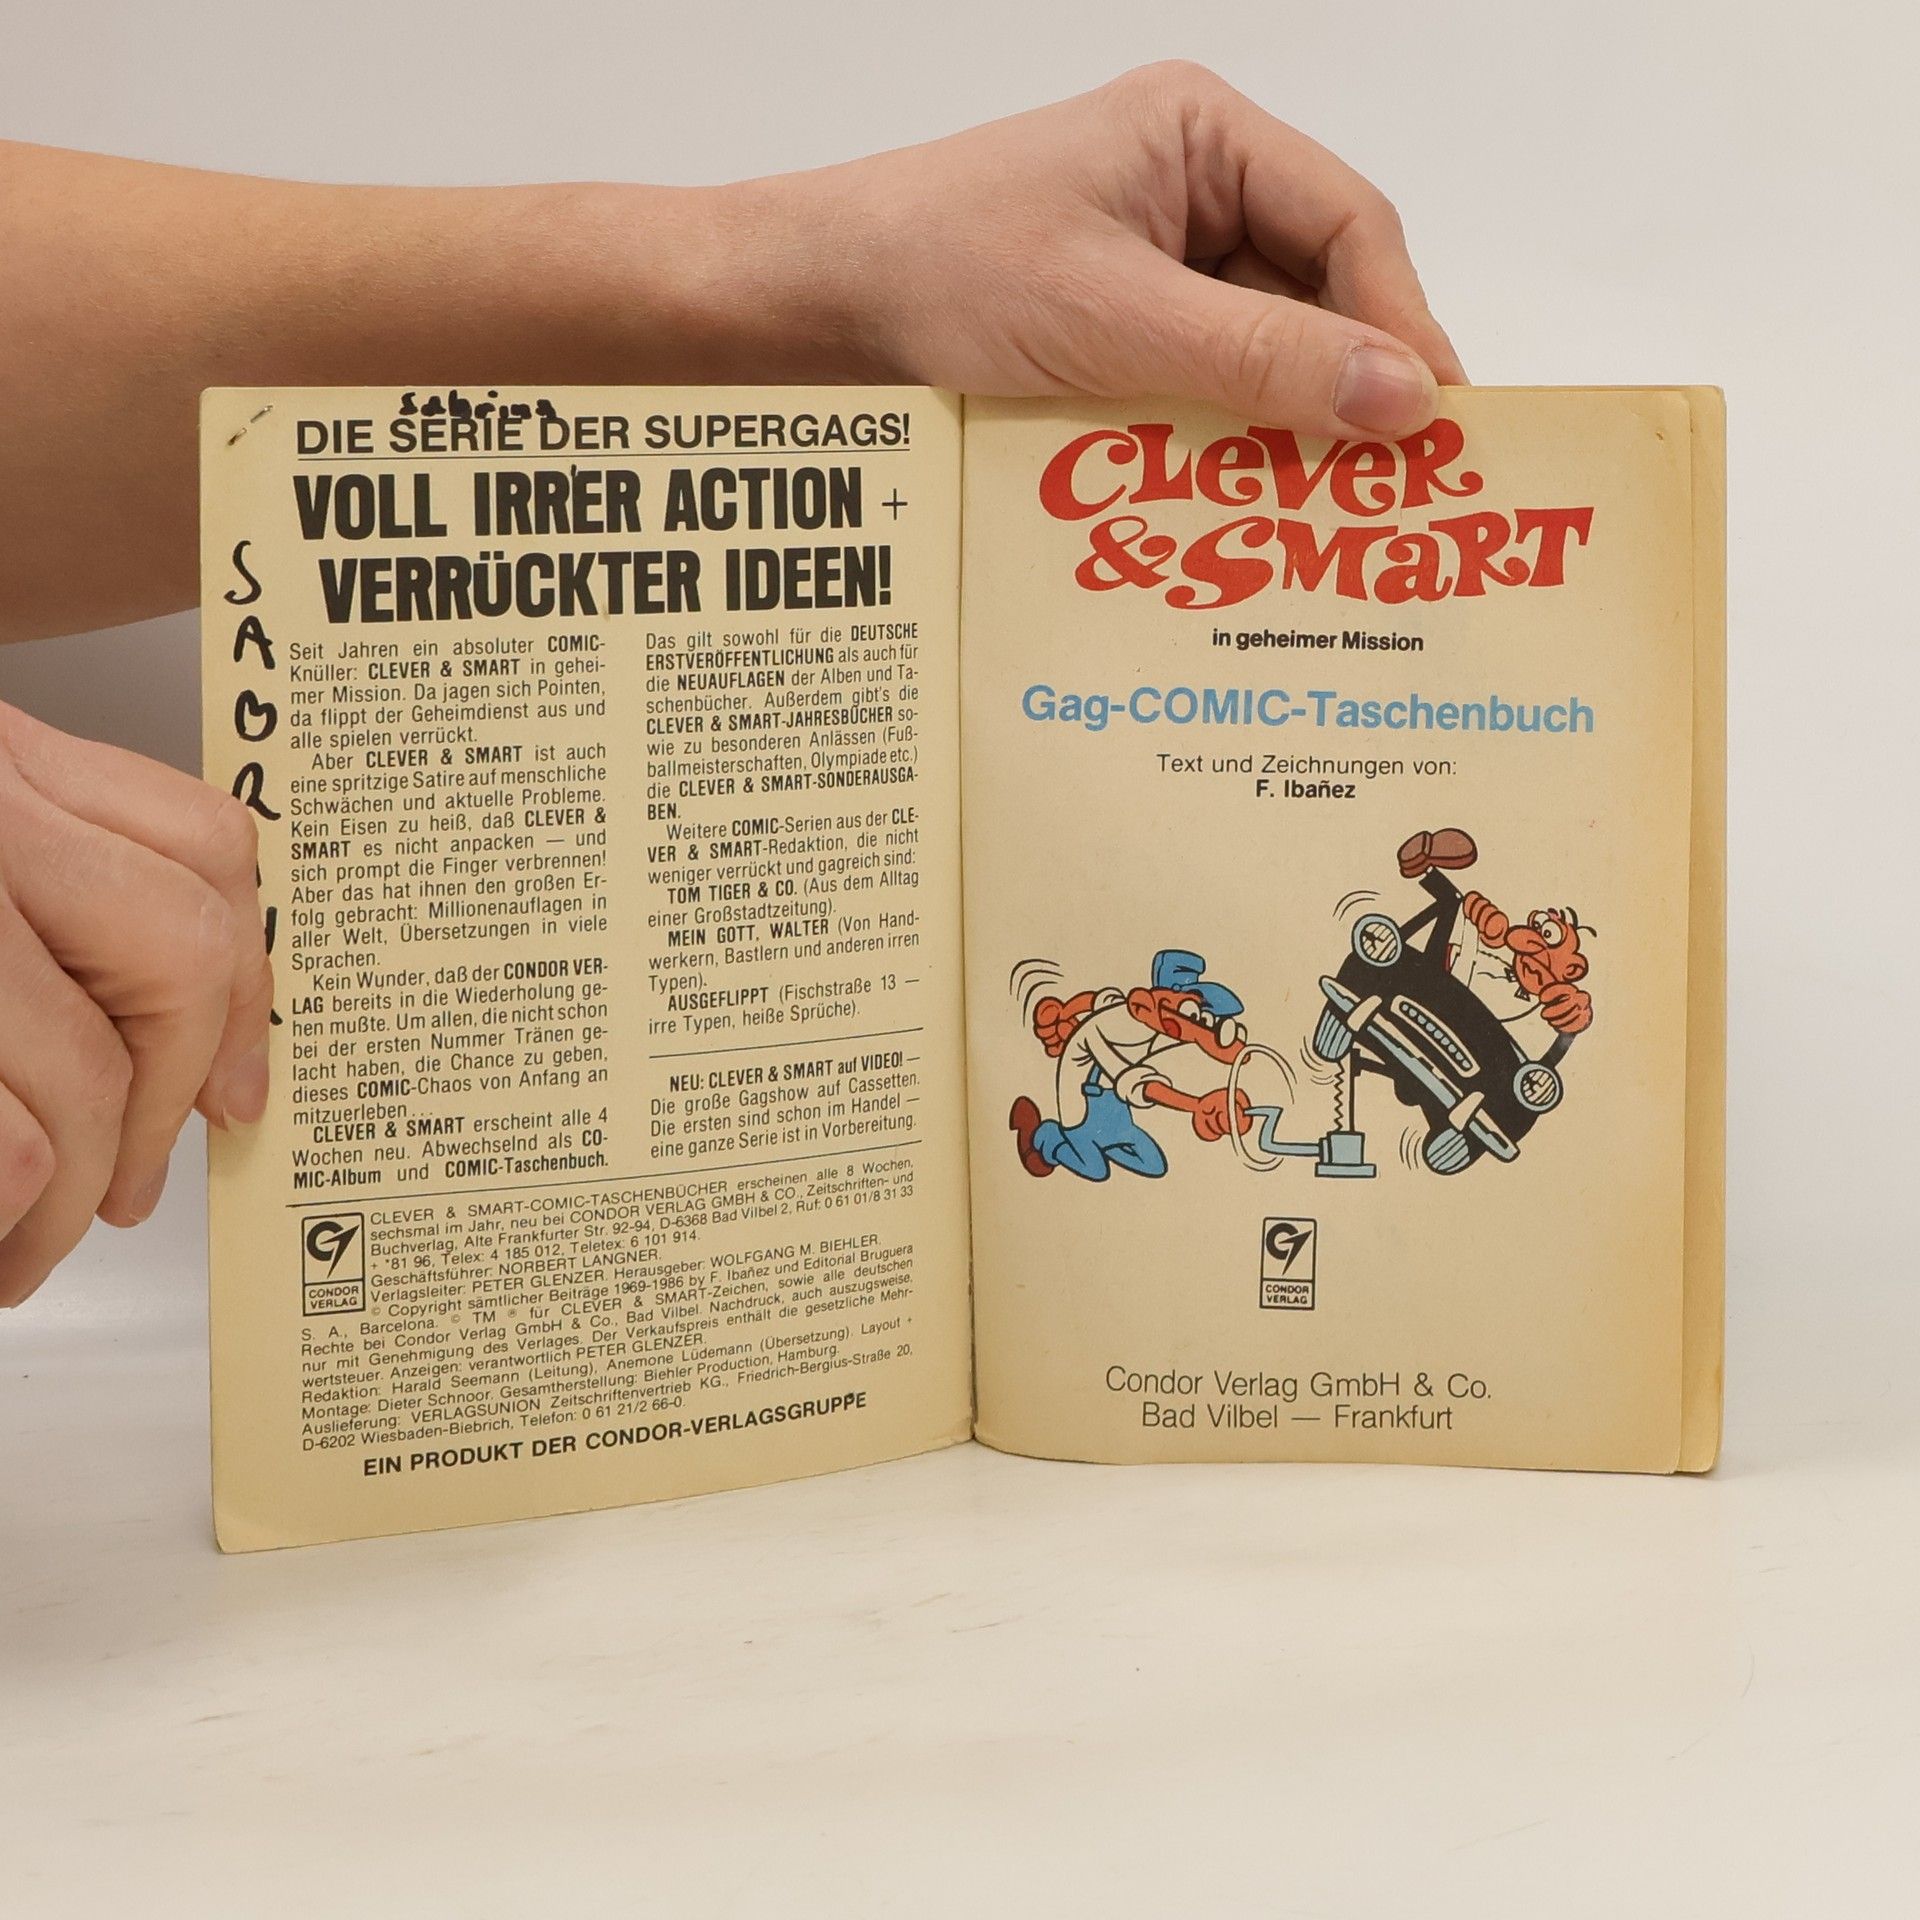 Sabrina
DIE SERIE DER SUPERGAGS!
VOLL IRRER ACTION +
VERRÜCKTER IDEEN!
S
A
B
R
Seit Jahren ein absoluter COMIC-
Knüller: CLEVER & SMART in gehei-
mer Mission. Da jagen sich Pointen,
da flippt der Geheimdienst aus und
alle spielen verrückt.
Aber CLEVER & SMART ist auch
eine spritzige Satire auf menschliche
Schwächen und aktuelle Probleme.
Kein Eisen zu heiß, daß CLEVER &
SMART es nicht anpacken — und
sich prompt die Finger verbrennen!
Aber das hat ihnen den großen Er-
folg gebracht: Millionenauflagen in
aller Welt, Übersetzungen in viele
Sprachen.
Kein Wunder, daß der CONDOR VER-
LAG bereits in die Wiederholung ge-
hen mußte. Um allen, die nicht schon
bei der ersten Nummer Tränen ge-
lacht haben, die Chance zu geben,
dieses COMIC-Chaos von Anfang an
mitzuerleben...
CLEVER & SMART erscheint alle 4
Wochen neu. Abwechselnd als CO-
MIC-Album und COMIC-Taschenbuch.
Das gilt sowohl für die DEUTSCHE
ERSTVERÖFFENTLICHUNG als auch für
die NEUAUFLAGEN der Alben und Ta-
schenbücher. Außerdem gibt's die
CLEVER & SMART-JAHRESBÜCHER so-
wie zu besonderen Anlässen (Fuß-
ballmeisterschaften, Olympiade etc.)
die CLEVER & SMART-SONDERAUSGA-
BEN.
Weitere COMIC-Serien aus der CLE-
VER & SMART-Redaktion, die nicht
weniger verrückt und gagreich sind:
TOM TIGER & CO. (Aus dem Alltag
einer Großstadtzeitung).
MEIN GOTT, WALTER (Von Hand-
werkern, Bastlern und anderen irren
Typen).
AUSGEFLIPPT (Fischstraße 13 —
irre Typen, heiße Sprüche).
NEU: CLEVER & SMART auf VIDEO! —
Die große Gagshow auf Cassetten.
Die ersten sind schon im Handel —
eine ganze Serie ist in Vorbereitung.
CONDOR
VERLAG
CLEVER & SMART-COMIC-TASCHENBÜCHER erscheinen alle 8 Wochen,
sechsmal im Jahr, neu bei CONDOR VERLAG GMBH & CO., Zeitschriften- und
Buchverlag, Alte Frankfurter Str. 92-94, D-6368 Bad Vilbel 2, Ruf: 0 61 01/8 31 33
+ *81 96, Telex: 4 185 012, Teletex: 6 101 914.
Geschäftsführer: NORBERT LANGNER.
Verlagsleiter: PETER GLENZER. Herausgeber: WOLFGANG M. BIEHLER.
© Copyright sämtlicher Beiträge 1969-1986 by F. Ibañez und Editorial Bruguera
S. A., Barcelona. © TM ® für CLEVER & SMART-Zeichen, sowie alle deutschen
Rechte bei Condor Verlag GmbH & Co., Bad Vilbel. Nachdruck, auch auszugsweise,
nur mit Genehmigung des Verlages. Der Verkaufspreis enthält die gesetzliche Mehr-
wertsteuer. Anzeigen: verantwortlich PETER GLENZER.
Redaktion: Harald Seemann (Leitung), Anemone Lüdemann (Übersetzung). Layout +
Montage: Dieter Schnoor. Gesamtherstellung: Biehler Production, Hamburg.
Auslieferung: VERLAGSUNION Zeitschriftenvertrieb KG., Friedrich-Bergius-Straße 20,
D-6202 Wiesbaden-Biebrich, Telefon: 0 61 21/2 66-0.
EIN PRODUKT DER CONDOR-VERLAGSGRUPPE
CLeVeR
& SMaRT
in geheimer Mission
Gag-COMIC-Taschenbuch
Text und Zeichnungen von:
F. Ibañez
CONDOR
VERLAG
Condor Verlag GmbH & Co.
Bad Vilbel — Frankfurt